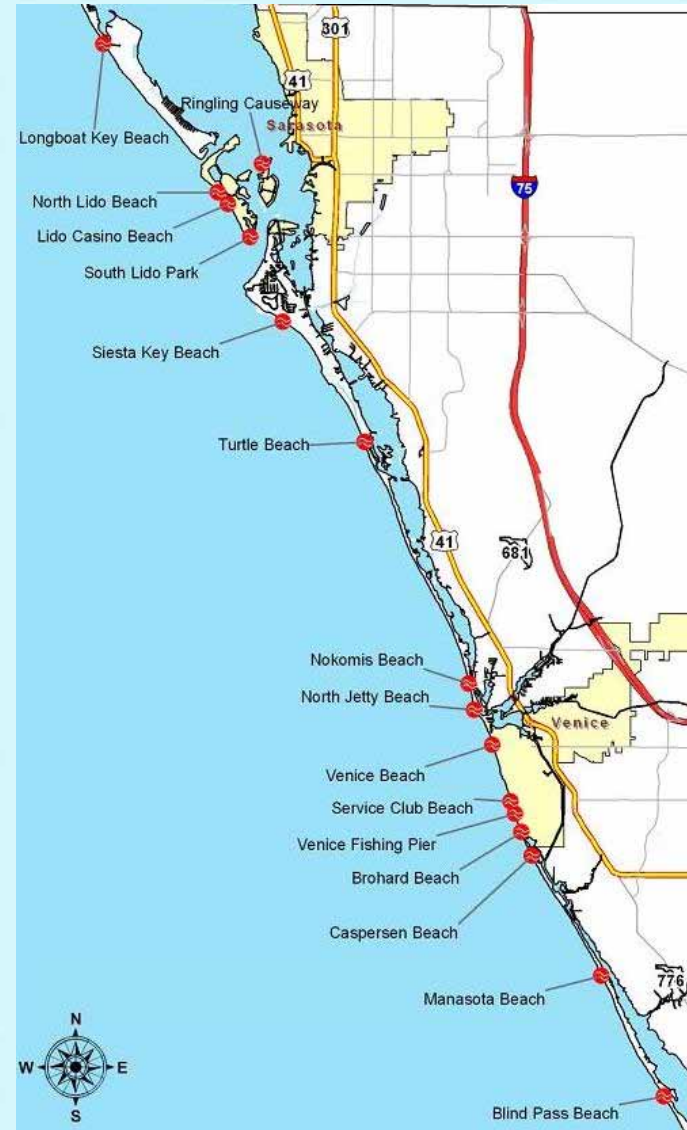 301
41
Ringling Causeway
Sarasota
Longboat Key Beach
75
North Lido Beach
Lido Casino Beach
South Lido Park
Siesta Key Beach
Turtle Beach
41
681
Nokomis Beach
North Jetty Beach
Venice
Venice Beach
Service Club Beach
Venice Fishing Pier
Brohard Beach
Caspersen Beach
776
Manasota Beach
N
W E
S
Blind Pass Beach